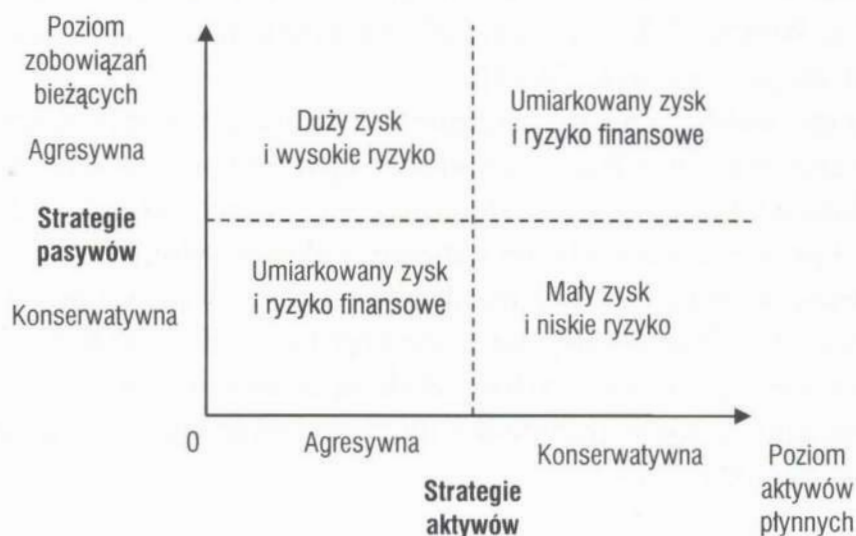 Poziom
zobowiązań
bieżących
Agresywna
Strategie
pasywów
Konserwatywna
Duży zysk
i wysokie ryzyko
Umiarkowany zysk
i ryzyko finansowe
Umiarkowany zysk
i ryzyko finansowe
Mały zysk
i niskie ryzyko
0
Agresywna
Konserwatywna
Strategie
aktywów
Poziom
aktywów
płynnych